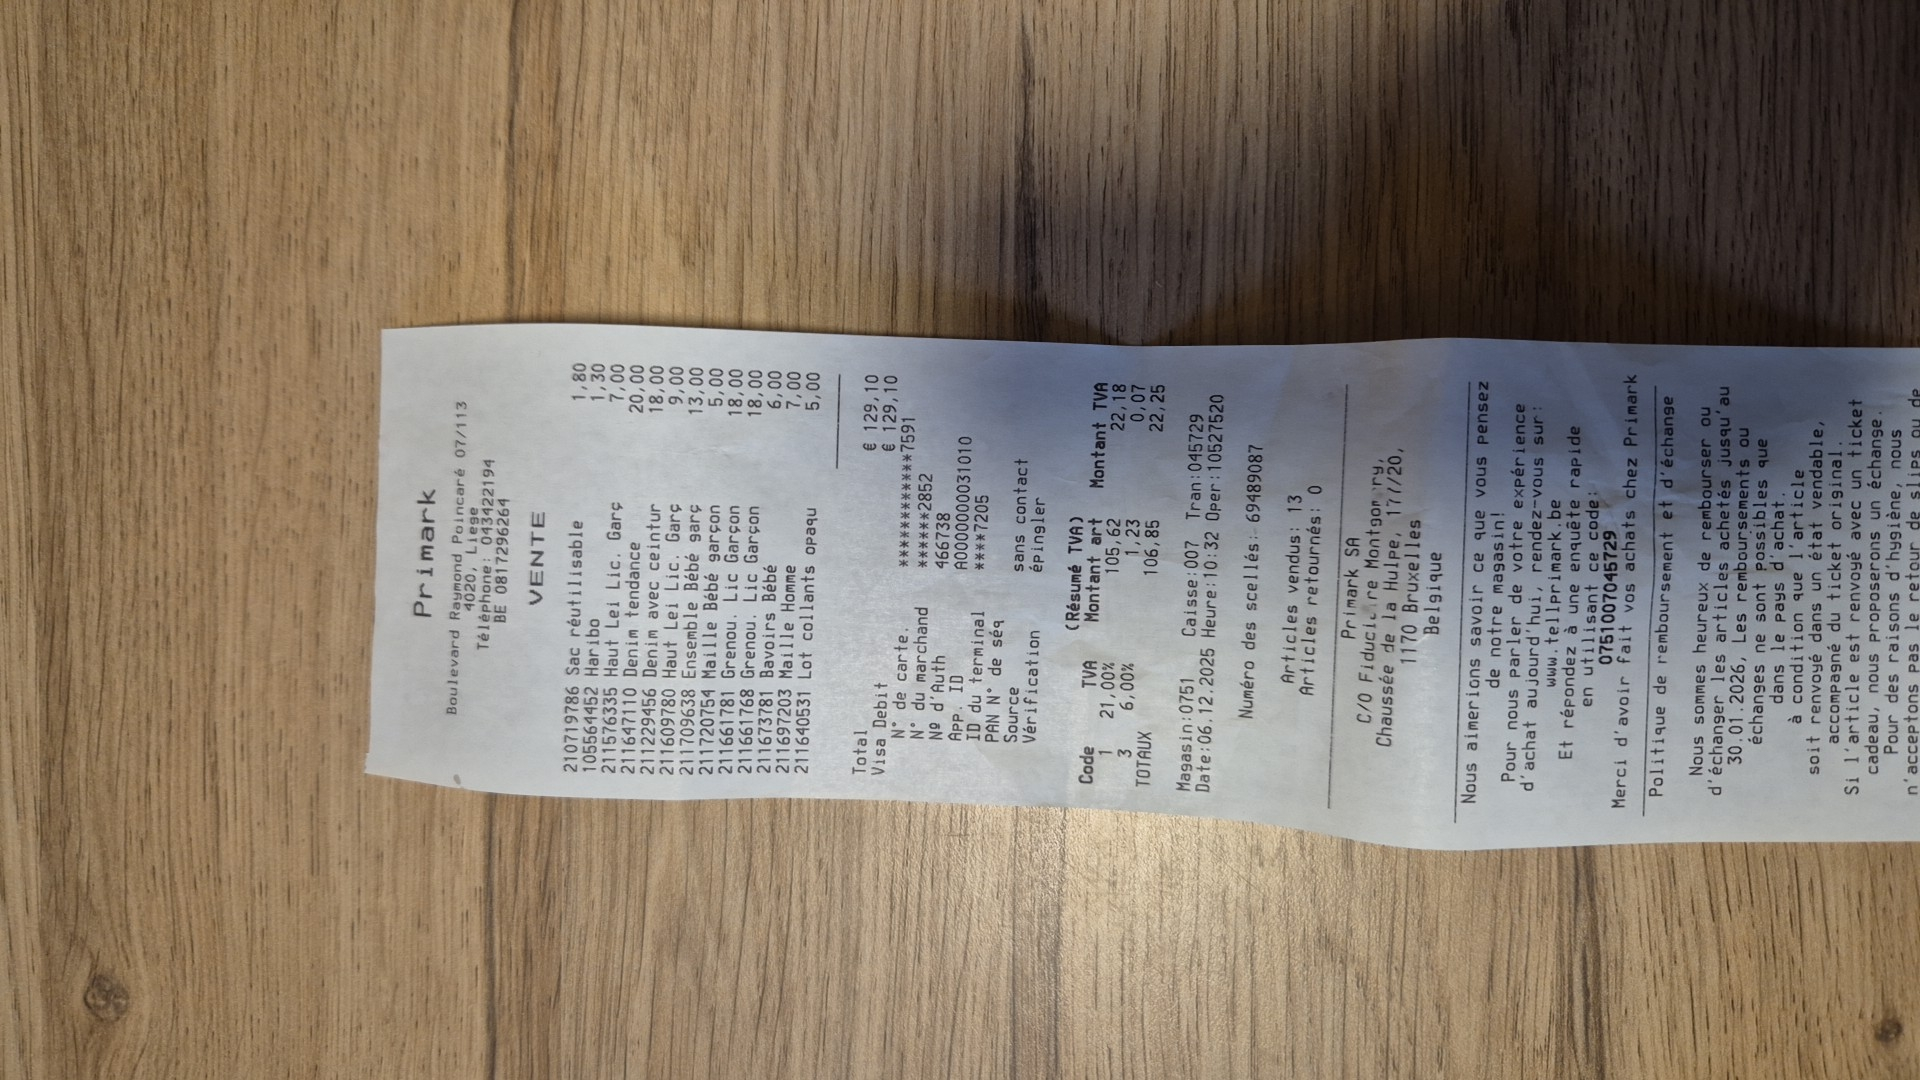 Primark
Boulevard Raymond Poincaré 07/113
4020, Liege
Téléphone: 043422194
BE 0817296264
VENTE
210719786 Sac réutilisable 1,80
105564452 Haribo 1,30
211576335 Haut Lei Lic. Garç 7,00
211647110 Denim tendance 20,00
211229456 Denim avec ceintur 18,00
211609780 Haut Lei Lic. Garç 9,00
211709638 Ensemble Bébé garç 13,00
211720754 Maille Bébé garçon 5,00
211661781 Grenou. Lic Garçon 18,00
211661768 Grenou. Lic Garçon 18,00
211673781 Bavoirs Bébé 6,00
211697203 Maille Homme 7,00
211640531 Lot collants opaqu 5,00
Total € 129,10
Visa Debit € 129,10
N° de carte. ************7591
N° du marchand ******2852
Nº d'Auth 466738
App. ID A0000000031010
ID du terminal ****7205
PAN N° de séq
Source sans contact
Vérification épingler
(Résumé TVA)
Code TVA Montant art Montant TVA
1 21,00% 105,62 22,18
3 6,00% 1,23 0,07
TOTAUX 106,85 22,25
Magasin:0751 Caisse:007 Tran:045729
Date:06.12.2025 Heure:10:32 Oper:10527520
Numéro des scellés: 69489087
Articles vendus: 13
Articles retournés: 0
Primark SA
C/O
Chaussée de la Hulpe, 177/20,
1170 Bruxelles
Belgique
Nous aimerions savoir ce que vous pensez
de notre magasin!
Pour nous parler de votre expérience
d'achat aujourd'hui, rendez-vous sur:
www.tellprimark.be
Et répondez à une enquête rapide
en utilisant ce code:
0751007045729
Merci d'avoir fait vos achats chez Primark
Politique de remboursement et d'échange
Nous sommes heureux de rembourser ou
d'échanger les articles achetés jusqu'au
30.01.2026, Les remboursements ou
échanges ne sont possibles que
dans le pays d'achat.
à condition que l'article
soit renvoyé dans un état vendable,
accompagné du ticket original.
Si l'article est renvoyé avec un ticket
cadeau, nous proposerons un échange.
Pour des raisons d'hygiène, nous
n'acceptons pas le retour de slips ou de